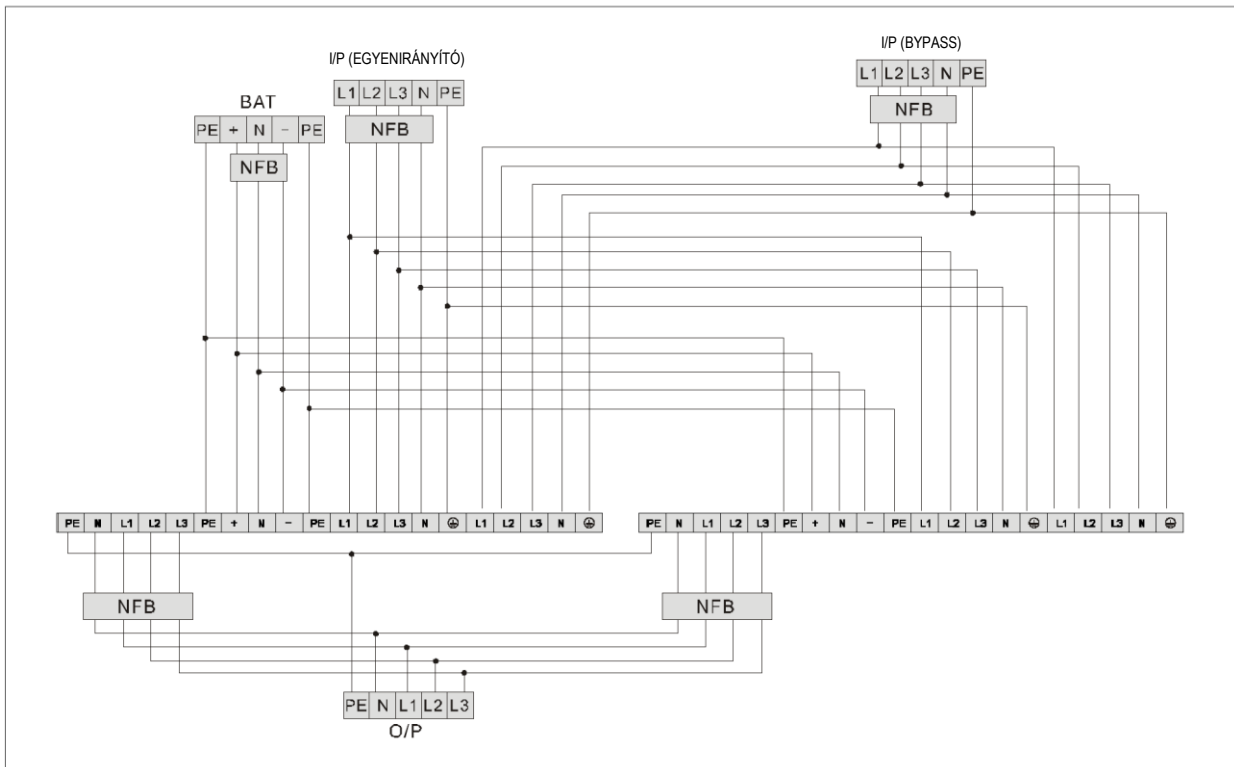 I/P (EGYENIRÁNYÍTÓ)
I/P (BYPASS)
L1 L2 L3 N PE
L1 L2 L3 N PE
BAT
NFB
PE + N - PE
NFB
NFB
PE N L1 L2 L3 PE + N - PE L1 L2 L3 N ⏚ L1 L2 L3 N ⏚
PE N L1 L2 L3 PE + N - PE L1 L2 L3 N ⏚ L1 L2 L3 N ⏚
NFB
NFB
PE N L1 L2 L3
O/P